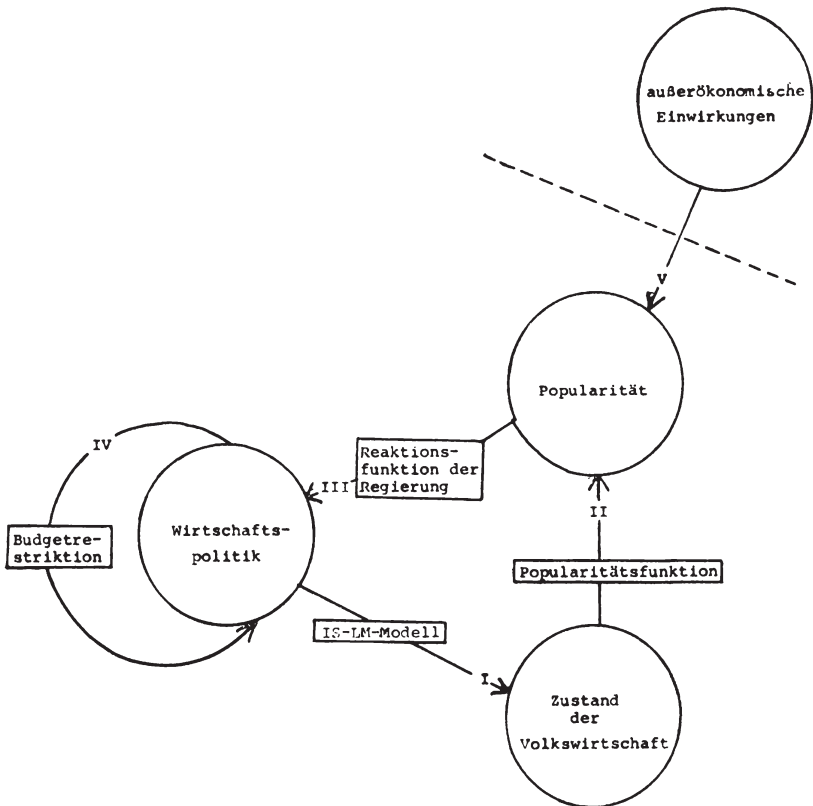 außerökonomische
Einwirkungen
V
Popularität
IV
Reaktions-
funktion der
Regierung
III
II
Budgetre-
striktion
Wirtschafts-
politik
Popularitätsfunktion
IS-LM-Modell
I
Zustand
der
Volkswirtschaft